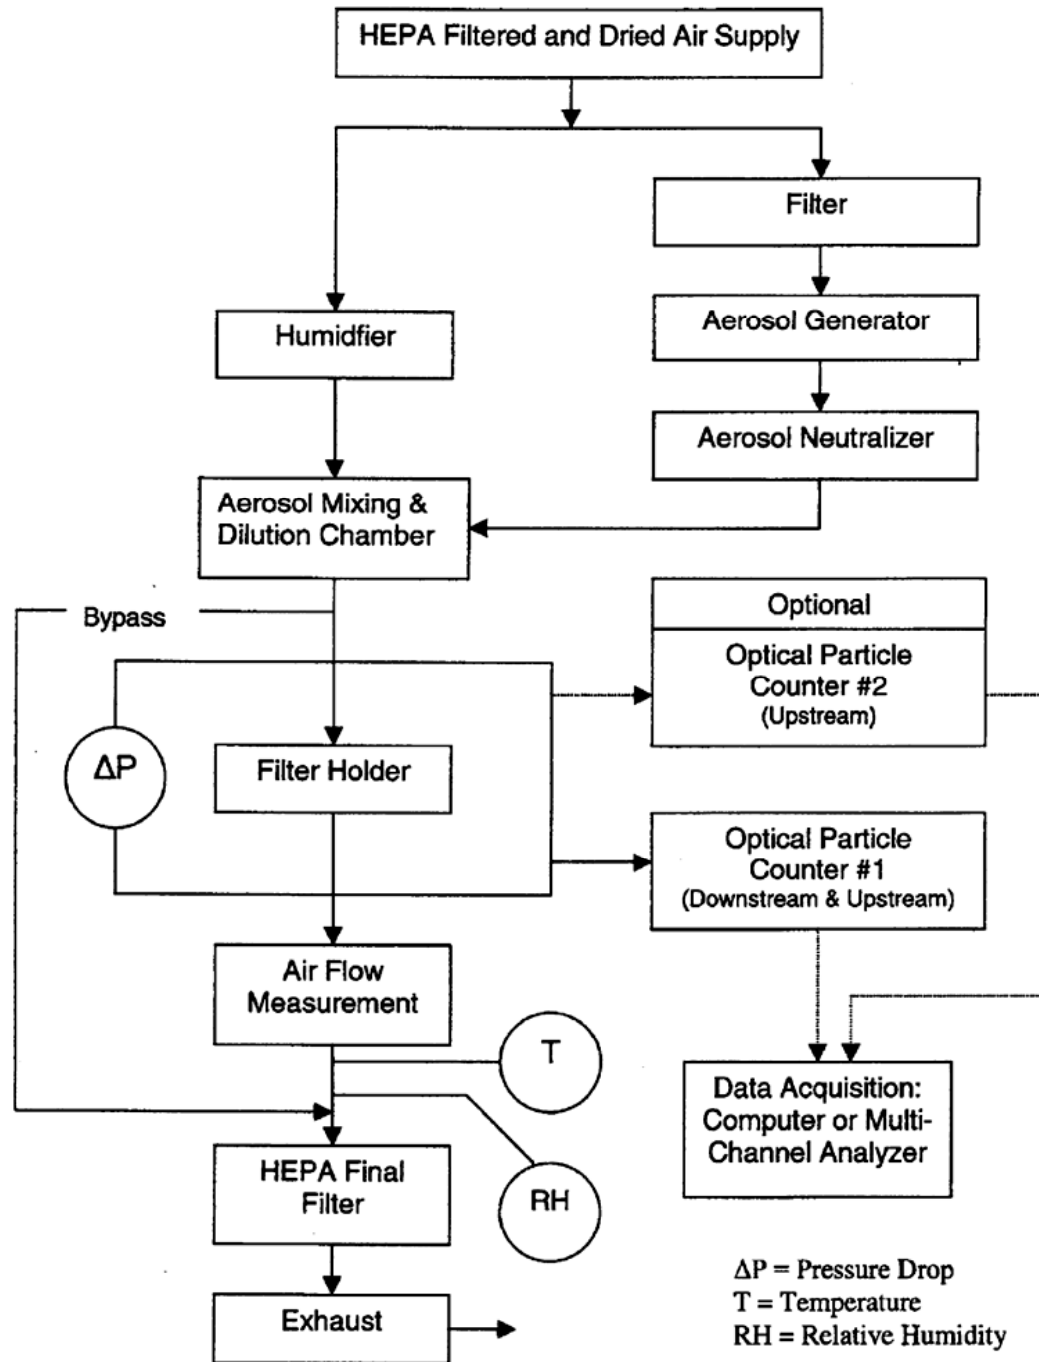 HEPA Filtered and Dried Air Supply
Filter
Aerosol Generator
Humidfier
Aerosol Neutralizer
Aerosol Mixing &
Dilution Chamber
Bypass
Optional
Optical Particle
Counter #2
(Upstream)
ΔP
Filter Holder
Optical Particle
Counter #1
(Downstream & Upstream)
Air Flow
Measurement
T
Data Acquisition:
Computer or Multi-
Channel Analyzer
HEPA Final
Filter
RH
Exhaust
ΔP = Pressure Drop
T = Temperature
RH = Relative Humidity